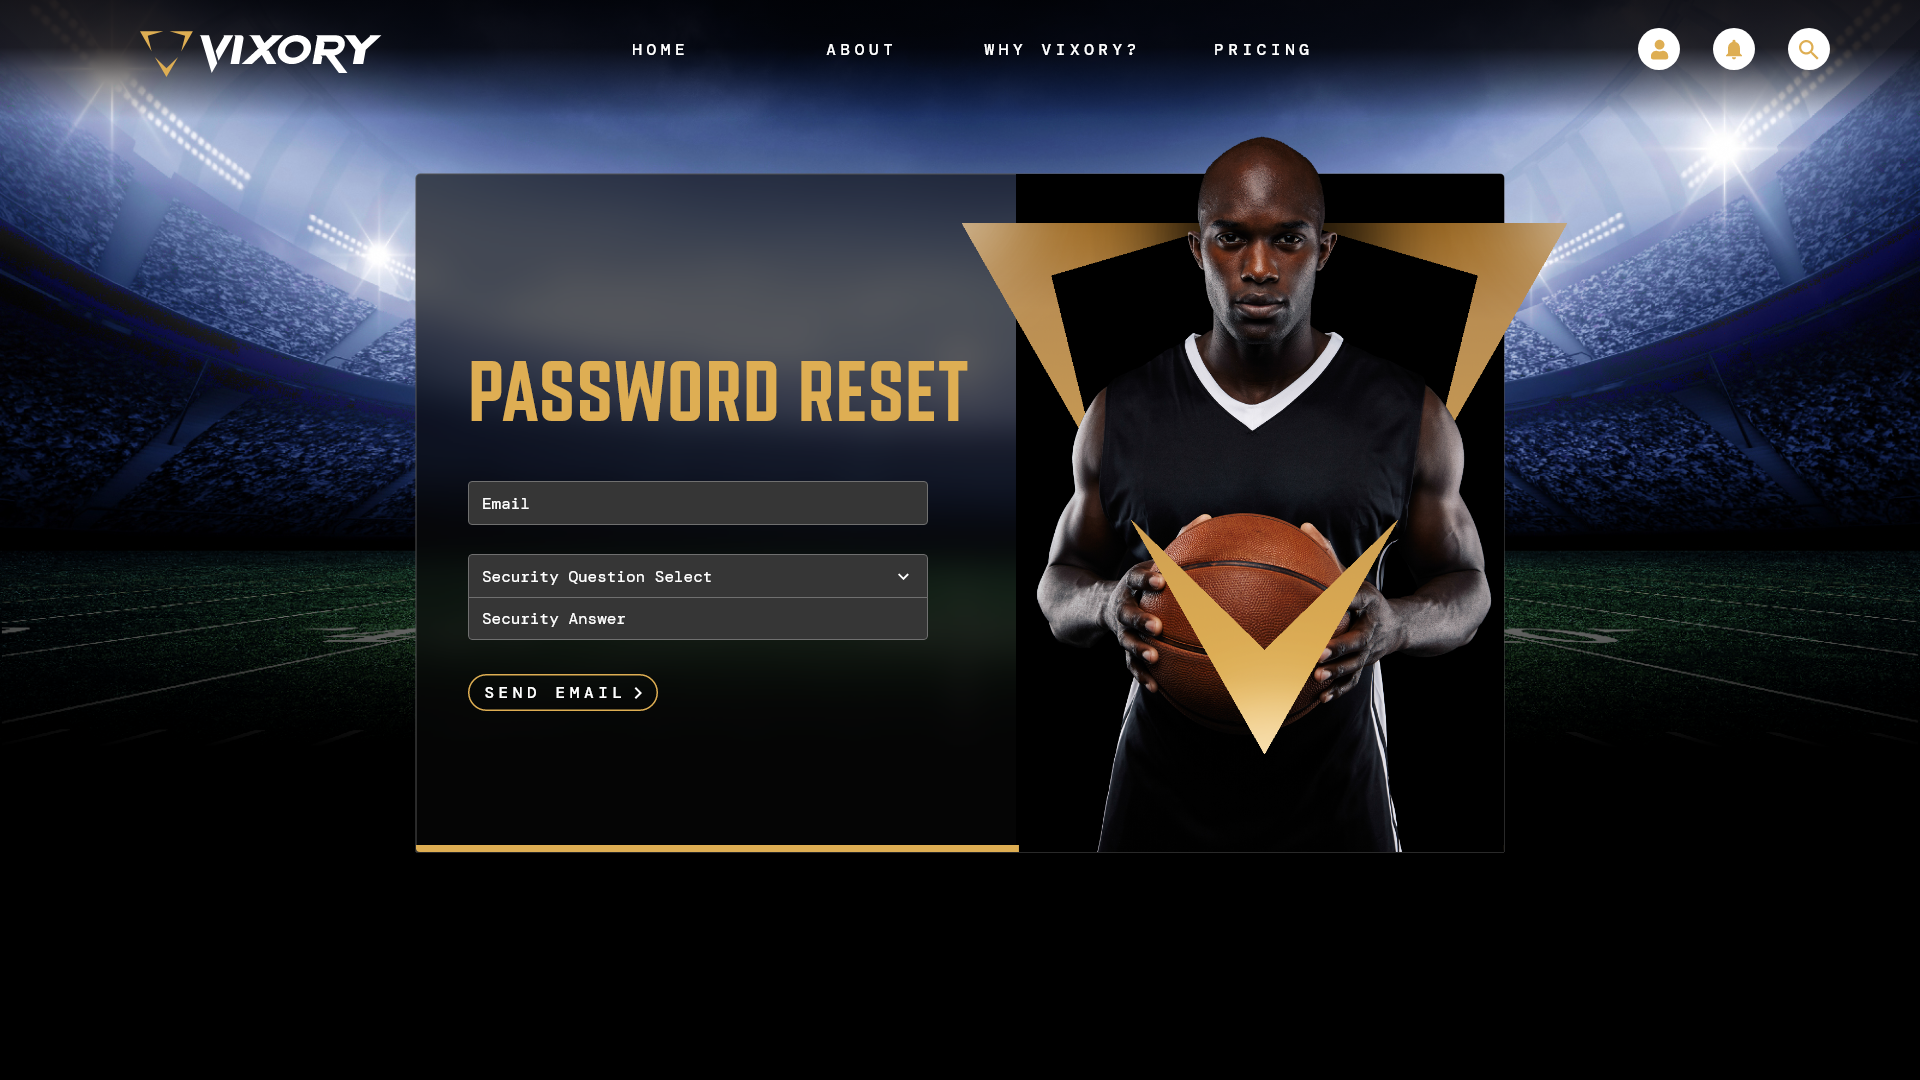 VIXORY
HOME
ABOUT
WHY VIXORY?
PRICING
PASSWORD RESET
Email
Security Question Select
Security Answer
SEND EMAIL